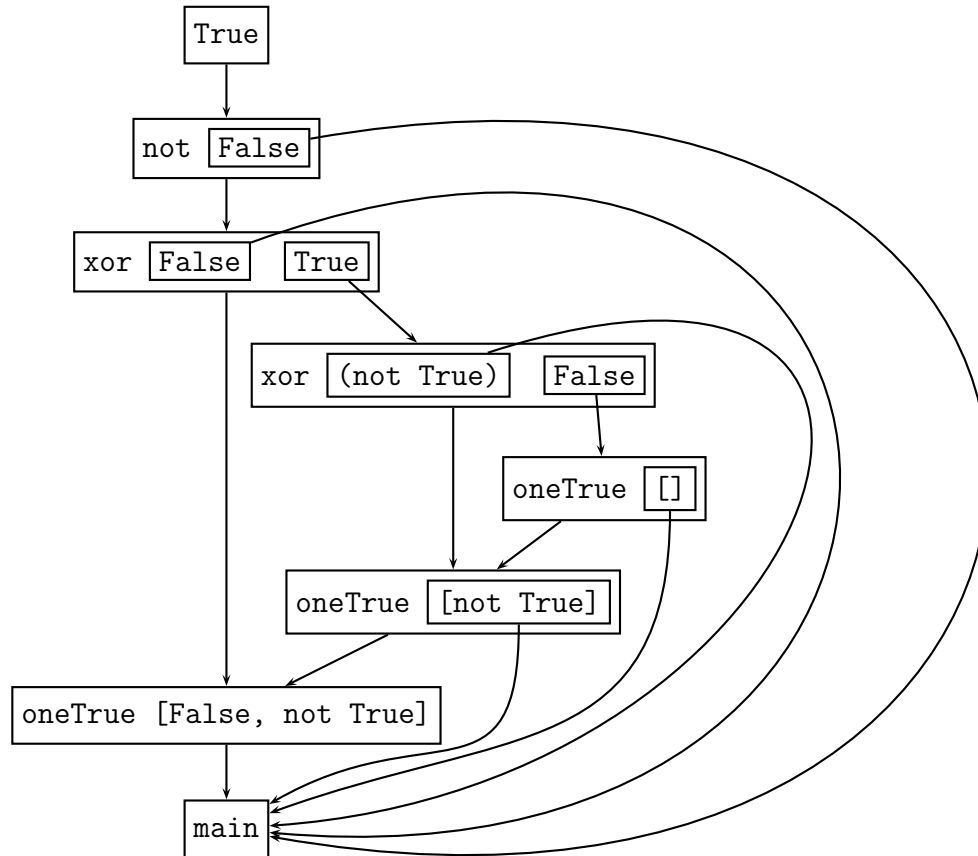 True
not False
xor False True
xor (not True) False
oneTrue []
oneTrue [not True]
oneTrue [False, not True]
main